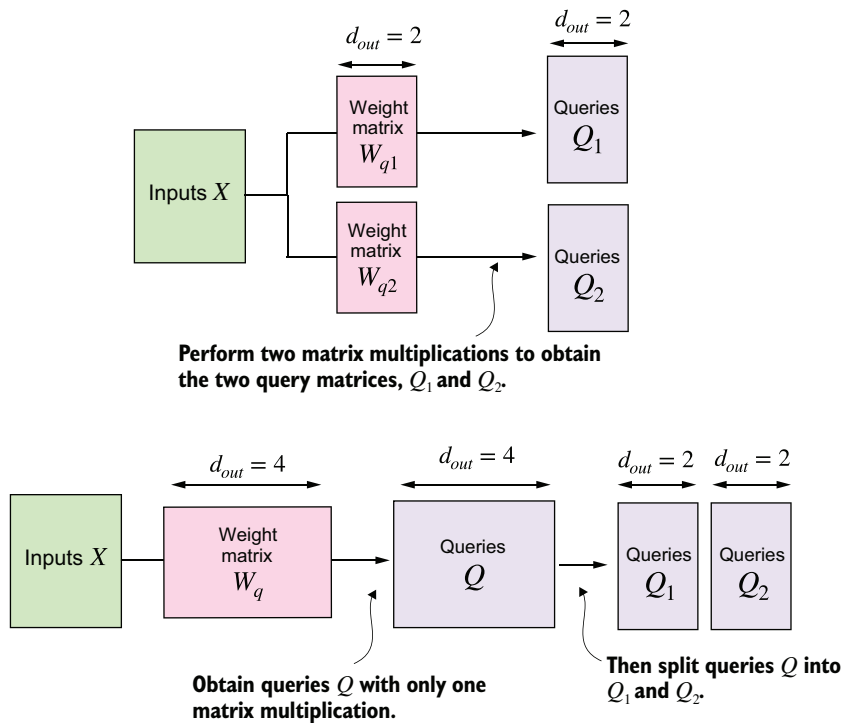 d_out = 2
d_out = 2
Weight
matrix
W_q1
Queries
Q_1
Inputs X
Weight
matrix
W_q2
Queries
Q_2
Perform two matrix multiplications to obtain
the two query matrices, Q_1 and Q_2.
d_out = 4
d_out = 4
d_out = 2
d_out = 2
Inputs X
Weight
matrix
W_q
Queries
Q
Queries
Q_1
Queries
Q_2
Obtain queries Q with only one
matrix multiplication.
Then split queries Q into
Q_1 and Q_2.